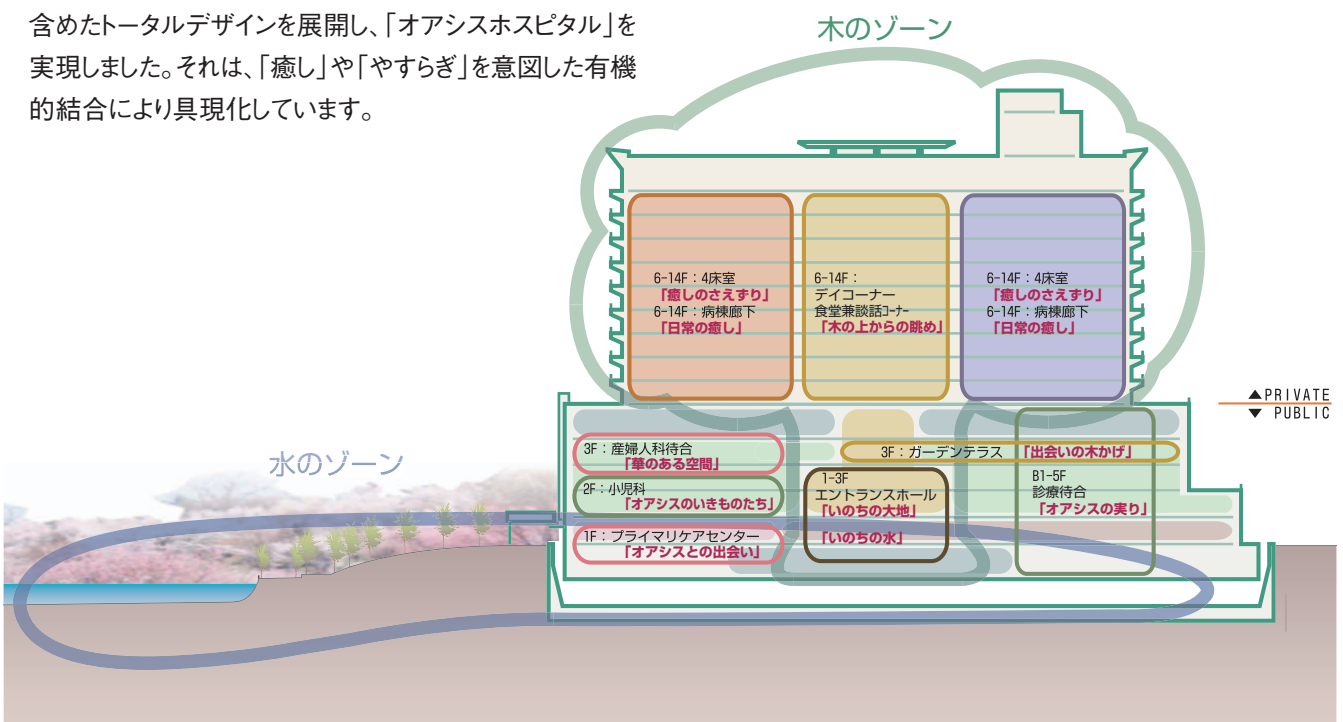 含めたトータルデザインを展開し、「オアシスホスピタル」を
実現しました。それは、「癒し」や「やすらぎ」を意図した有機
的結合により具現化しています。
木のゾーン
6-14F：4床室
「癒しのさえずり」
6-14F：病棟廊下
「日常の癒し」
6-14F：
デイコーナー
食堂兼談話ｺｰﾅｰ
「木の上からの眺め」
6-14F：4床室
「癒しのさえずり」
6-14F：病棟廊下
「日常の癒し」
▲PRIVATE
▼ PUBLIC
水のゾーン
3F：産婦人科待合
「華のある空間」
2F：小児科
「オアシスのいきものたち」
1F：プライマリケアセンター
「オアシスとの出会い」
3F：ガーデンテラス 「出会いの木かげ」
1-3F
エントランスホール
「いのちの大地」
「いのちの水」
B1-5F
診療待合
「オアシスの実り」